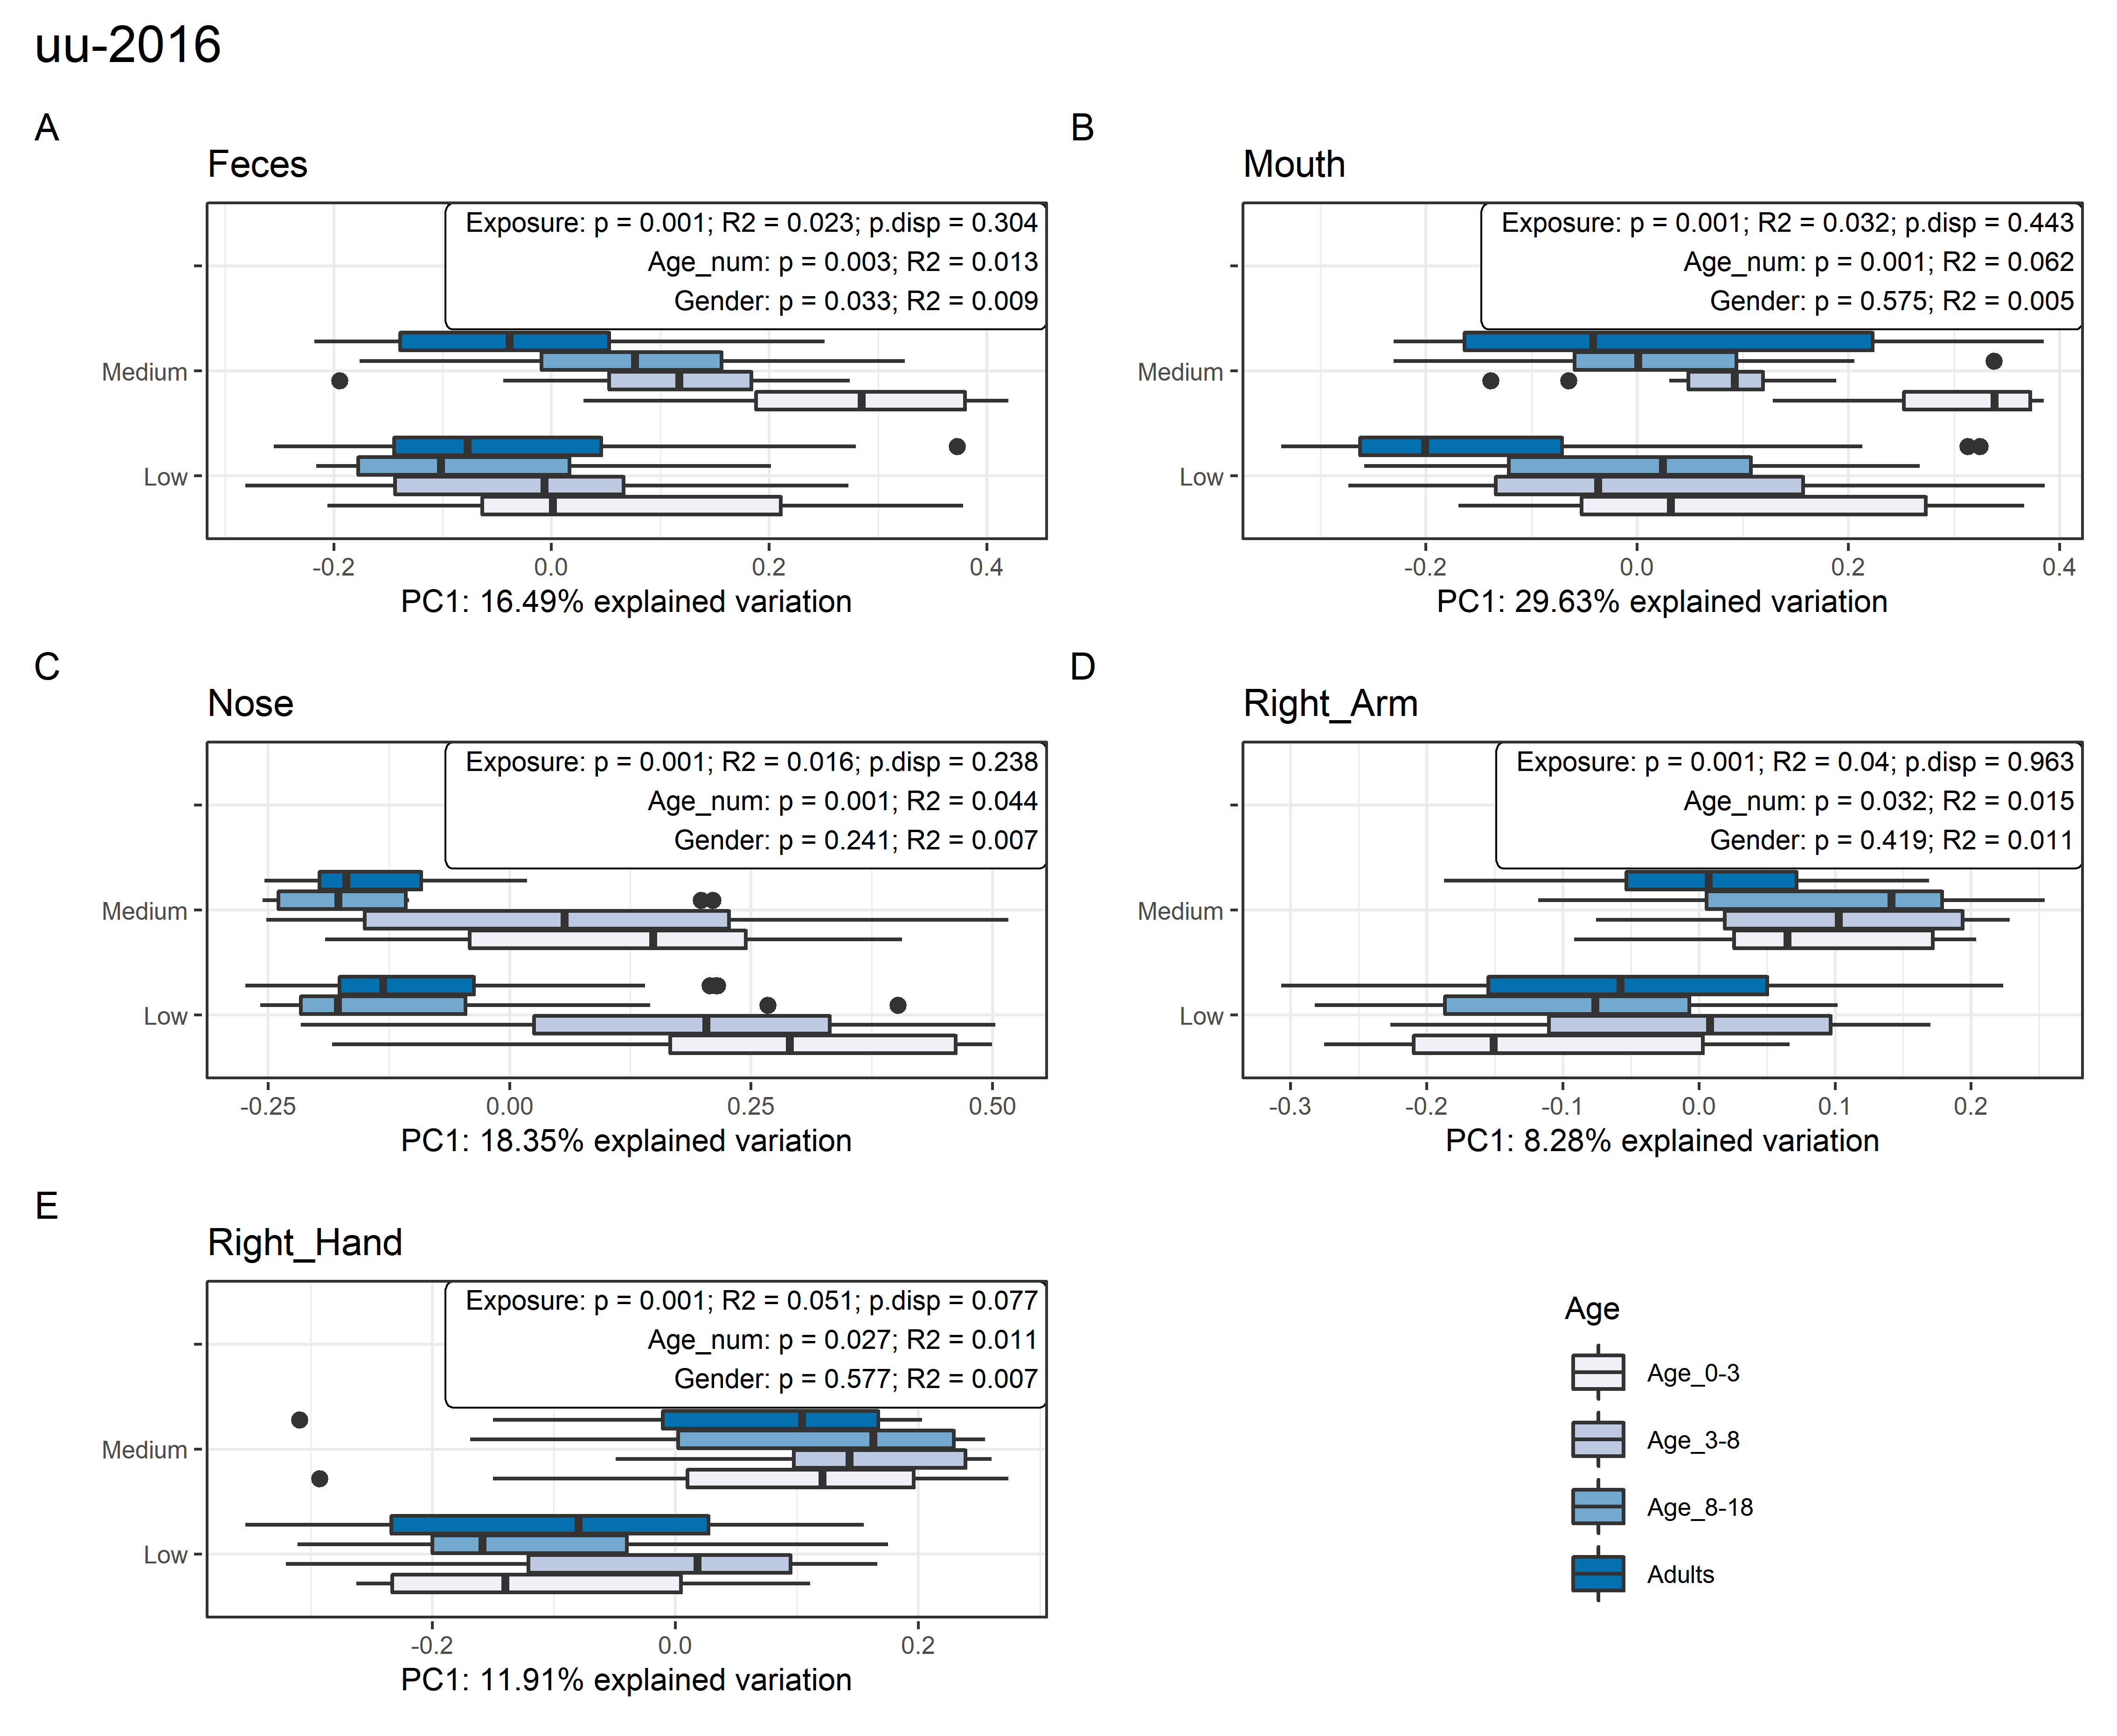 uu-2016
A
Feces
Exposure: p = 0.001; R2 = 0.023; p.disp = 0.304
Age_num: p = 0.003; R2 = 0.013
Gender: p = 0.033; R2 = 0.009
Medium
Low
-0.2 0.0 0.2 0.4
PC1: 16.49% explained variation
B
Mouth
Exposure: p = 0.001; R2 = 0.032; p.disp = 0.443
Age_num: p = 0.001; R2 = 0.062
Gender: p = 0.575; R2 = 0.005
Medium
Low
-0.2 0.0 0.2 0.4
PC1: 29.63% explained variation
C
Nose
Exposure: p = 0.001; R2 = 0.016; p.disp = 0.238
Age_num: p = 0.001; R2 = 0.044
Gender: p = 0.241; R2 = 0.007
Medium
Low
-0.25 0.00 0.25 0.50
PC1: 18.35% explained variation
D
Right_Arm
Exposure: p = 0.001; R2 = 0.04; p.disp = 0.963
Age_num: p = 0.032; R2 = 0.015
Gender: p = 0.419; R2 = 0.011
Medium
Low
-0.3 -0.2 -0.1 0.0 0.1 0.2
PC1: 8.28% explained variation
E
Right_Hand
Exposure: p = 0.001; R2 = 0.051; p.disp = 0.077
Age_num: p = 0.027; R2 = 0.011
Gender: p = 0.577; R2 = 0.007
Medium
Low
-0.2 0.0 0.2
PC1: 11.91% explained variation
Age
Age_0-3
Age_3-8
Age_8-18
Adults